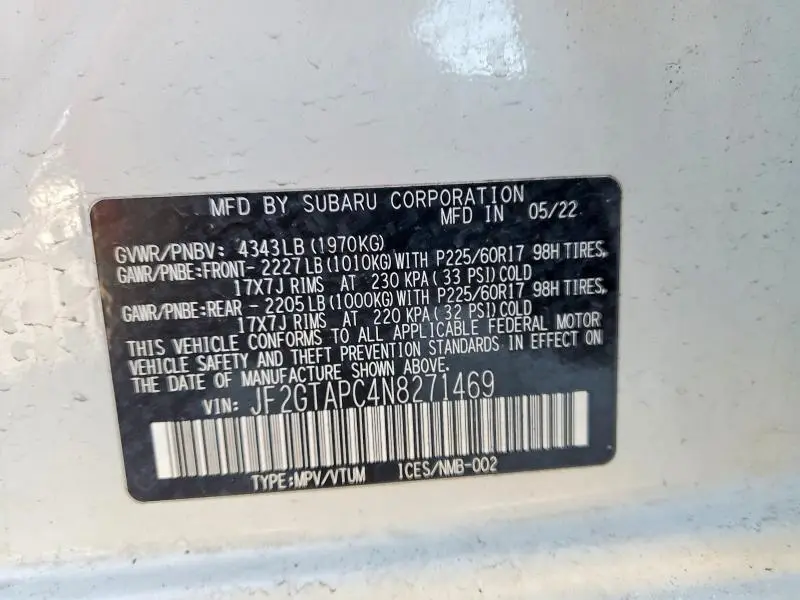 MFD BY SUBARU CORPORATION
MFD IN 05/22
GVWR/PNBV: 4343LB(1970KG)
GAWR/PNBE:FRONT- 2227LB(1010KG)WITH P225/60R17 98H TIRES,
17X7J RIMS AT 230 KPA( 33 PSI)COLD
GAWR/PNBE:REAR - 2205LB(1000KG)WITH P225/60R17 98H TIRES,
17X7J RIMS AT 220 KPA( 32 PSI)COLD
THIS VEHICLE CONFORMS TO ALL APPLICABLE FEDERAL MOTOR
VEHICLE SAFETY AND THEFT PREVENTION STANDARDS IN EFFECT ON
THE DATE OF MANUFACTURE SHOWN ABOVE.
VIN: JF2GTAPC4N8271469
TYPE:MPV/VTUM ICES/NMB-002